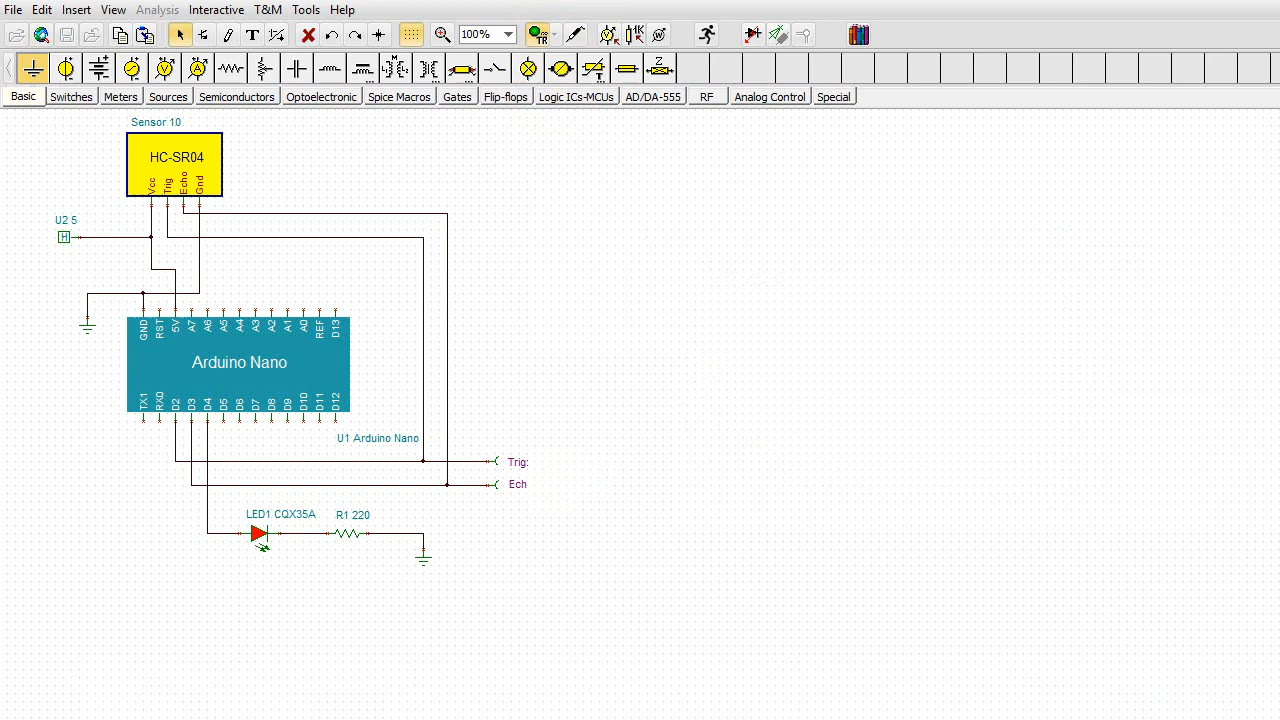 File Edit Insert View Analysis Interactive T&M Tools Help
100%
Basic Switches Meters Sources Semiconductors Optoelectronic Spice Macros Gates Flip-flops Logic ICs-MCUs AD/DA-555 RF Analog Control Special
Sensor 10
HC-SR04
Vcc Trig Echo Gnd
U2 5
H
GND RST 5V A7 A6 A5 A4 A3 A2 A1 A0 REF D13
Arduino Nano
TX1 RX0 D2 D3 D4 D5 D6 D7 D8 D9 D10 D11 D12
U1 Arduino Nano
Trig:
Ech
LED1 CQX35A R1 220